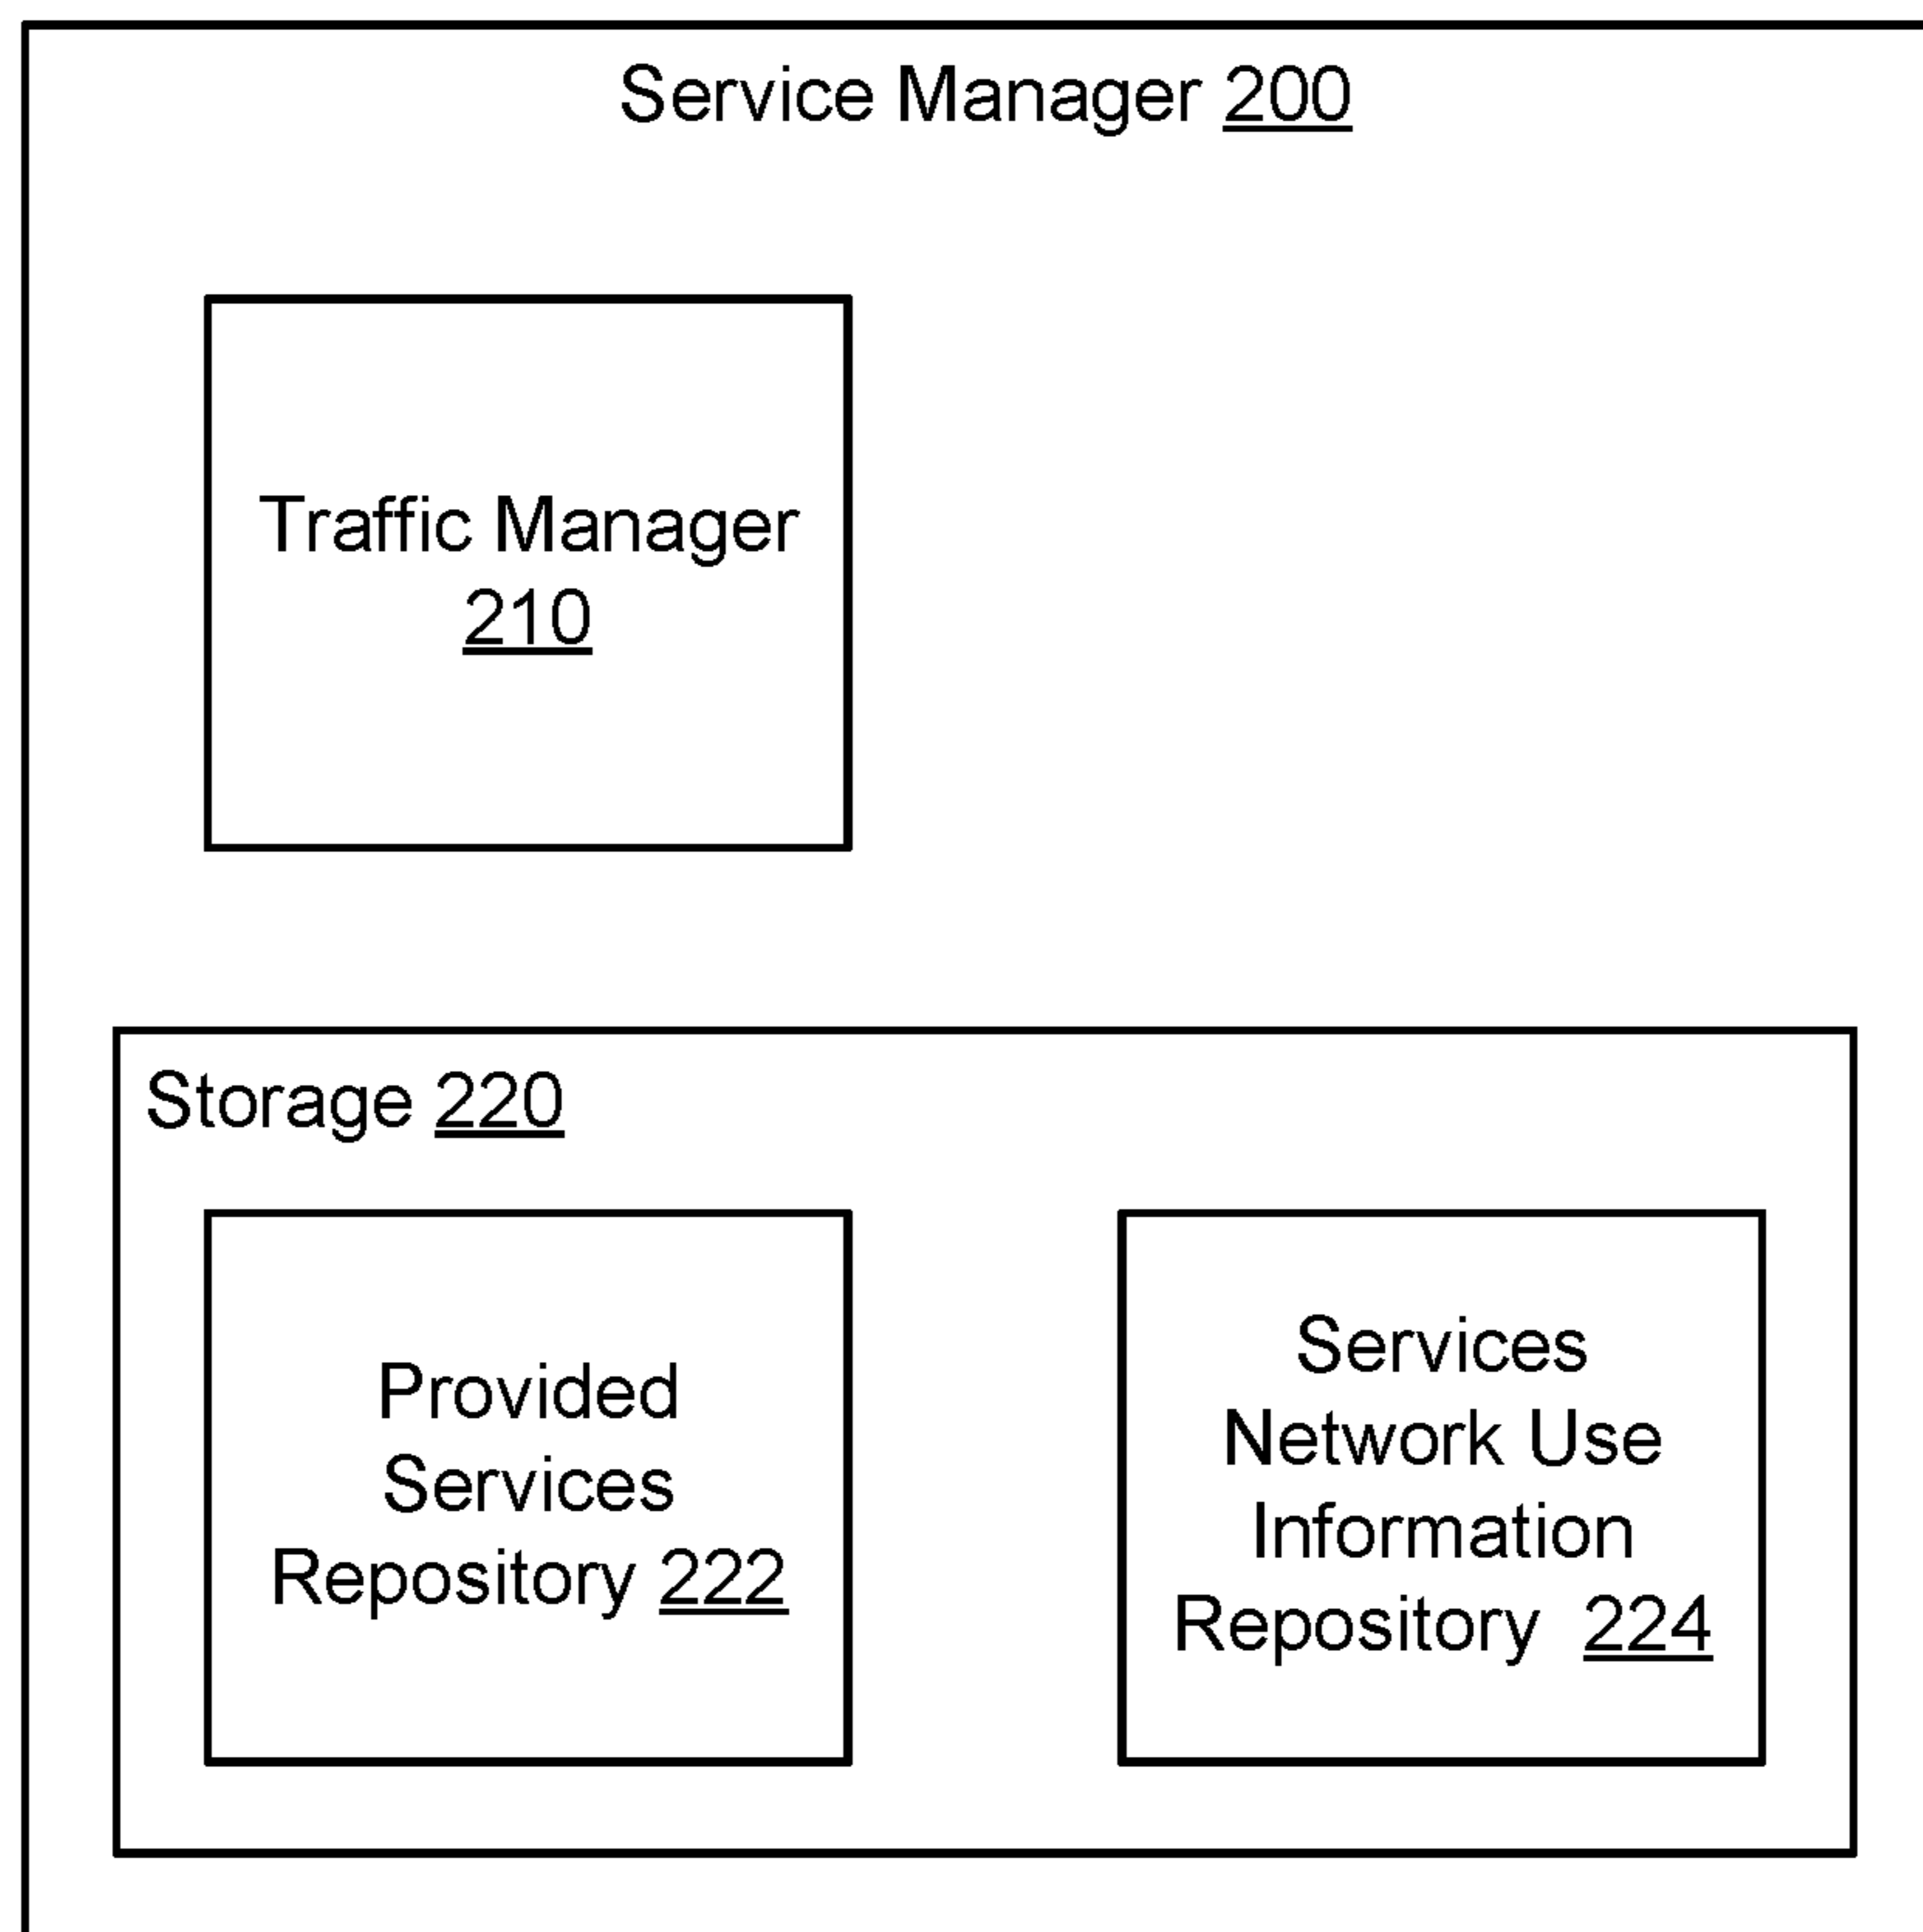 Service Manager 200
Traffic Manager
210
Storage 220
Provided
Services
Repository 222
Services
Network Use
Information
Repository 224